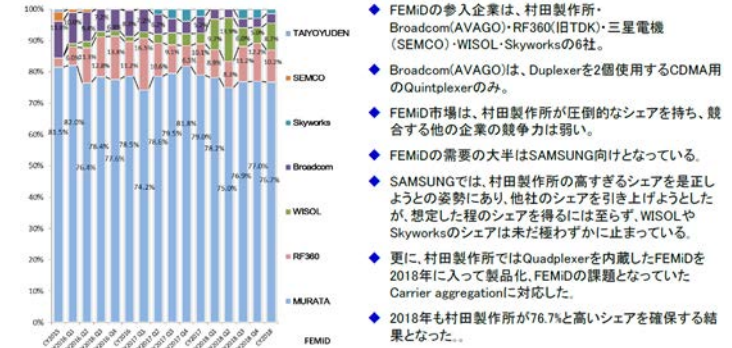 100%
90%
80%
70%
60%
50%
40%
30%
20%
10%
0%
81.5%
82.0%
76.4%
78.4%
77.6%
78.5%
74.2%
78.6%
79.5%
81.8%
79.0%
78.2%
75.0%
76.9%
77.0%
76.7%
TAIYOYUDEN
SEMCO
Skyworks
Broadcom
WISOL
RF360
MURATA
FEMiD
◆ FEMiDの参入企業は、村田製作所・
Broadcom(AVAGO)・RF360(旧TDK)・三星電機
(SEMCO)・WISOL・Skyworksの6社。
◆ Broadcom(AVAGO)は、Duplexerを2個使用するCDMA用
のQuintplexerのみ。
◆ FEMiD市場は、村田製作所が圧倒的なシェアを持ち、競
合する他の企業の競争力は弱い。
◆ FEMiDの需要の大半はSAMSUNG向けとなっている。
◆ SAMSUNGでは、村田製作所の高すぎるシェアを是正し
ようとの姿勢にあり、他社のシェアを引き上げようとした
が、想定した程のシェアを得るには至らず、WISOLや
Skyworksのシェアは未だ極わずかに止まっている。
◆ 更に、村田製作所ではQuadplexerを内蔵したFEMiDを
2018年に入って製品化、FEMiDの課題となっていた
Carrier aggregationに対応した。
◆ 2018年も村田製作所が76.7%と高いシェアを確保する結
果となった。.